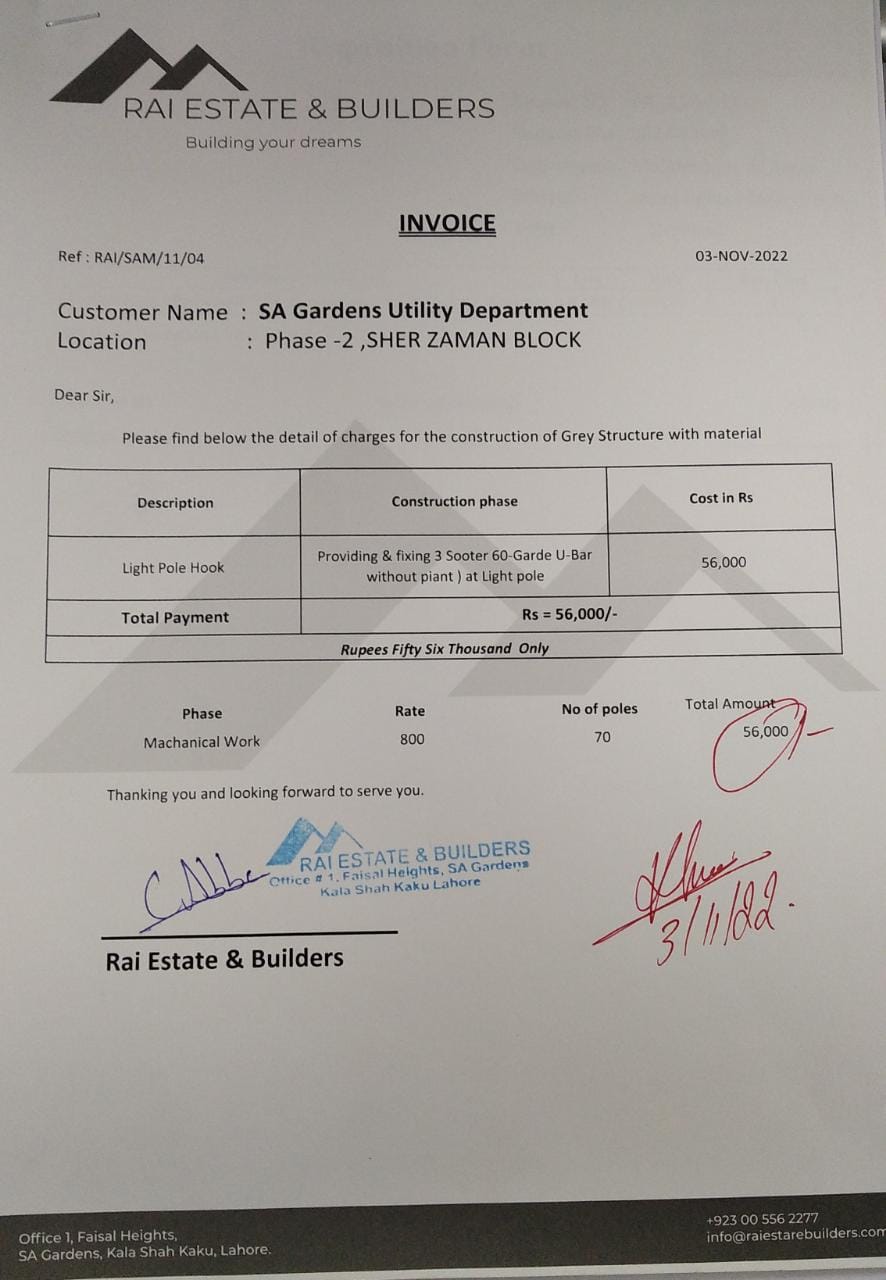 RAI ESTATE & BUILDERS
Building your dreams
INVOICE
Ref : RAI/SAM/11/04 03-NOV-2022
Customer Name : SA Gardens Utility Department
Location : Phase -2 ,SHER ZAMAN BLOCK
Dear Sir,
Please find below the detail of charges for the construction of Grey Structure with material
Description Construction phase Cost in Rs
Light Pole Hook Providing & fixing 3 Sooter 60-Garde U-Bar 56,000
without piant ) at Light pole
Total Payment Rs = 56,000/-
Rupees Fifty Six Thousand Only
Phase Rate No of poles Total Amount
Machanical Work 800 70 56,000/-
Thanking you and looking forward to serve you.
RAI ESTATE & BUILDERS
Office # 1, Faisal Heights, SA Gardens
Kala Shah Kaku Lahore
3/11/22.
Rai Estate & Builders
Office 1, Faisal Heights, +923 00 556 2277
SA Gardens, Kala Shah Kaku, Lahore. info@raiestarebuilders.com